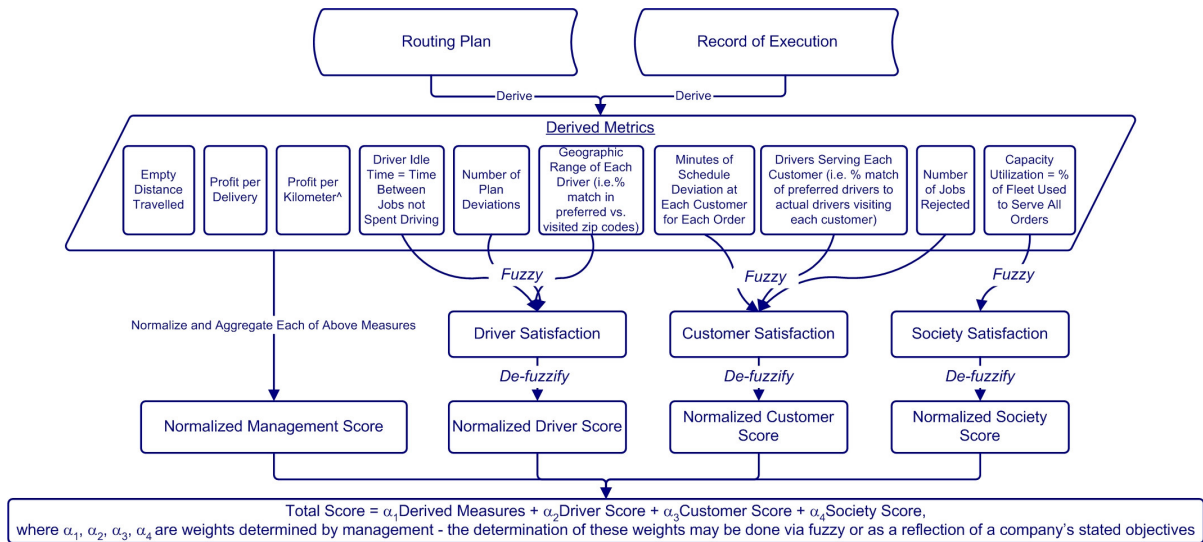 Routing Plan
Record of Execution
Derive
Derive
Derived Metrics
Empty
Distance
Travelled
Profit per
Delivery
Profit per
Kilometer^
Driver Idle
Time = Time
Between
Jobs not
Spent Driving
Number of
Plan
Deviations
Geographic
Range of Each
Driver (i.e.%
match in
preferred vs.
visited zip codes)
Minutes of
Schedule
Deviation at
Each Customer
for Each Order
Drivers Serving Each
Customer (i.e. % match
of preferred drivers to
actual drivers visiting
each customer)
Number
of Jobs
Rejected
Capacity
Utilization = %
of Fleet Used
to Serve All
Orders
Fuzzy
Fuzzy
Fuzzy
Normalize and Aggregate Each of Above Measures
Driver Satisfaction
Customer Satisfaction
Society Satisfaction
De-fuzzify
De-fuzzify
De-fuzzify
Normalized Management Score
Normalized Driver Score
Normalized Customer
Score
Normalized Society
Score
Total Score = α₁Derived Measures + α₂Driver Score + α₃Customer Score + α₄Society Score,
where α₁, α₂, α₃, α₄ are weights determined by management - the determination of these weights may be done via fuzzy or as a reflection of a company's stated objectives